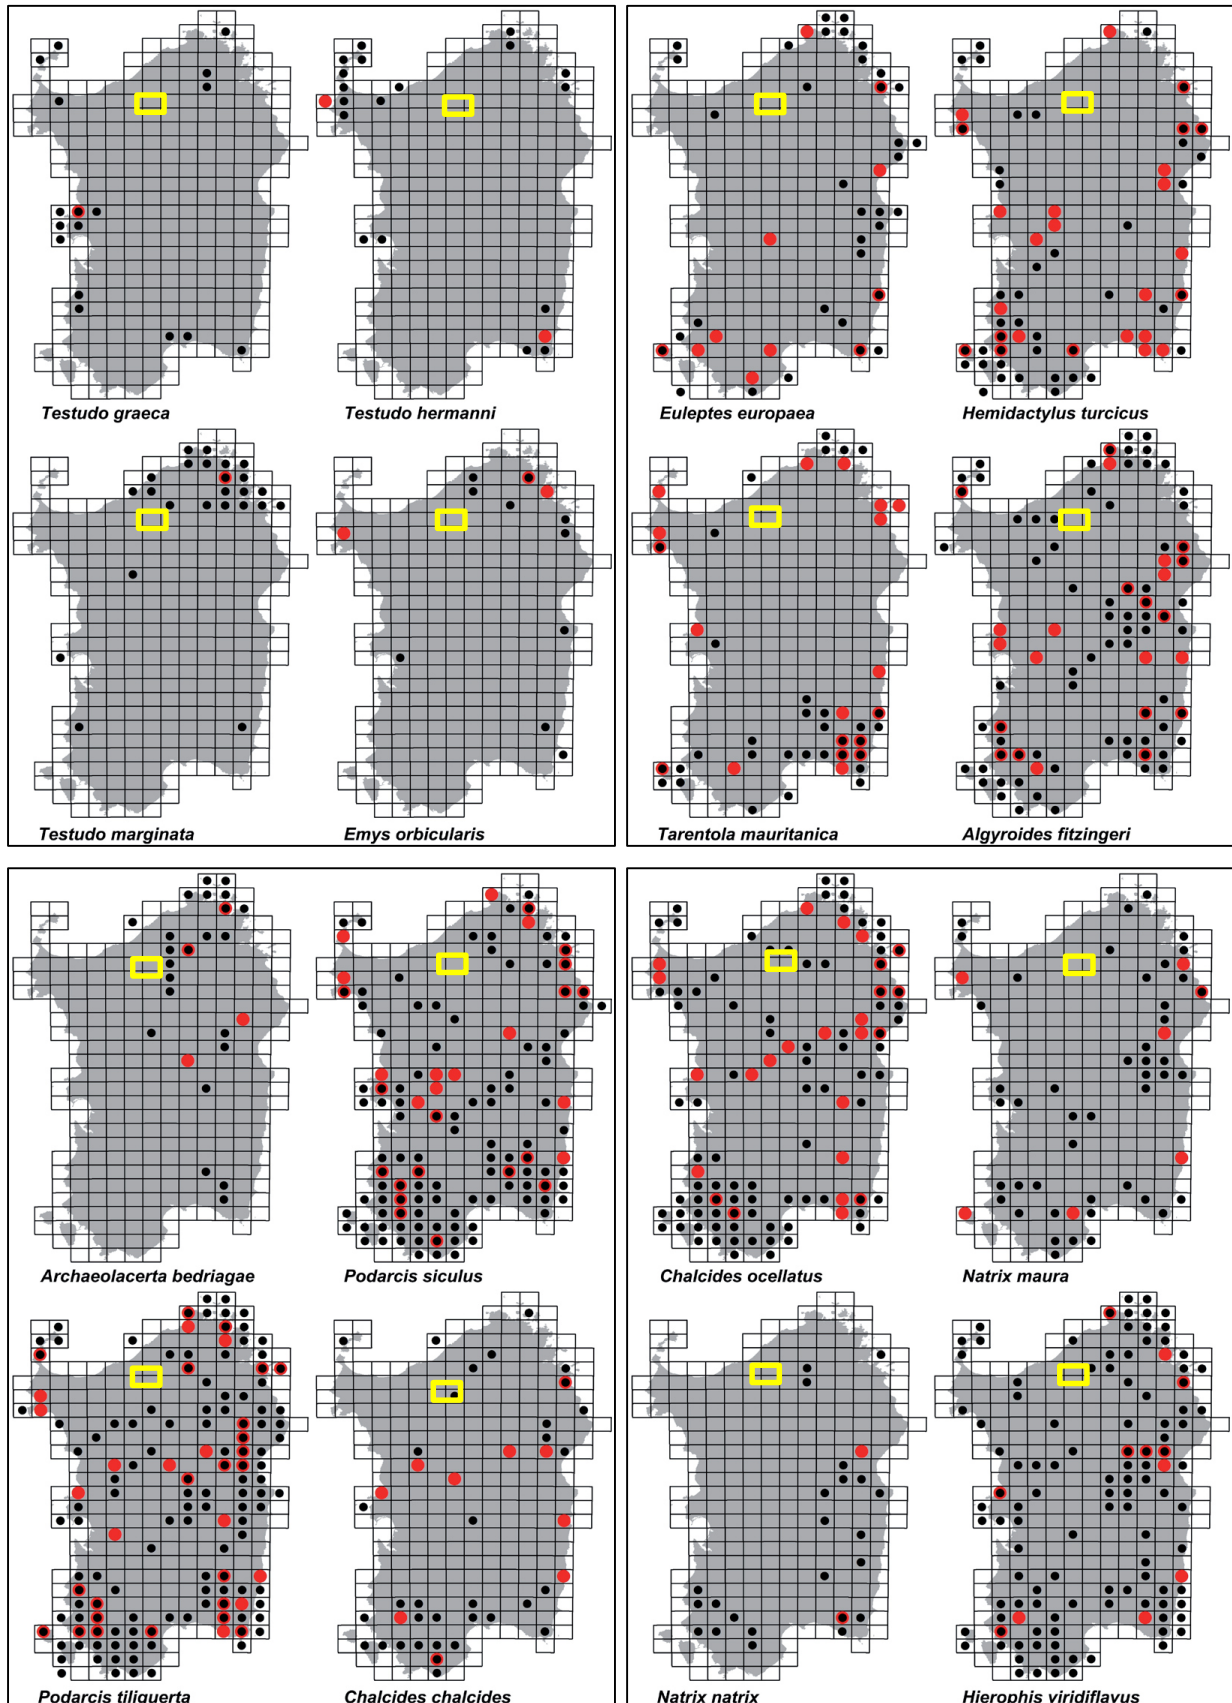 Testudo graeca
Testudo hermanni
Euleptes europaea
Hemidactylus turcicus
Testudo marginata
Emys orbicularis
Tarentola mauritanica
Algyroides fitzingeri
Archaeolacerta bedriagae
Podarcis siculus
Chalcides ocellatus
Natrix maura
Podarcis tiliguerta
Chalcides chalcides
Natrix natrix
Hierophis viridiflavus